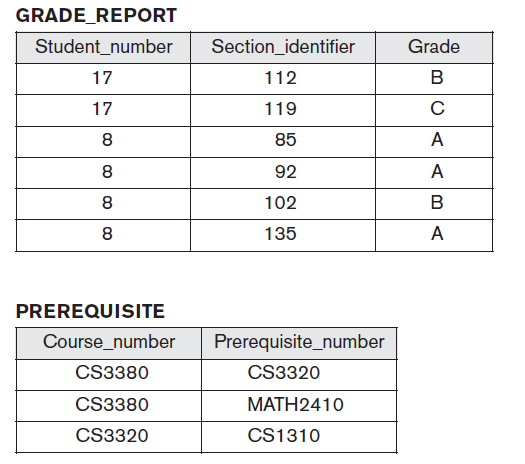 GRADE_REPORT
Student_number Section_identifier Grade
17 112 B
17 119 C
8 85 A
8 92 A
8 102 B
8 135 A
PREREQUISITE
Course_number Prerequisite_number
CS3380 CS3320
CS3380 MATH2410
CS3320 CS1310